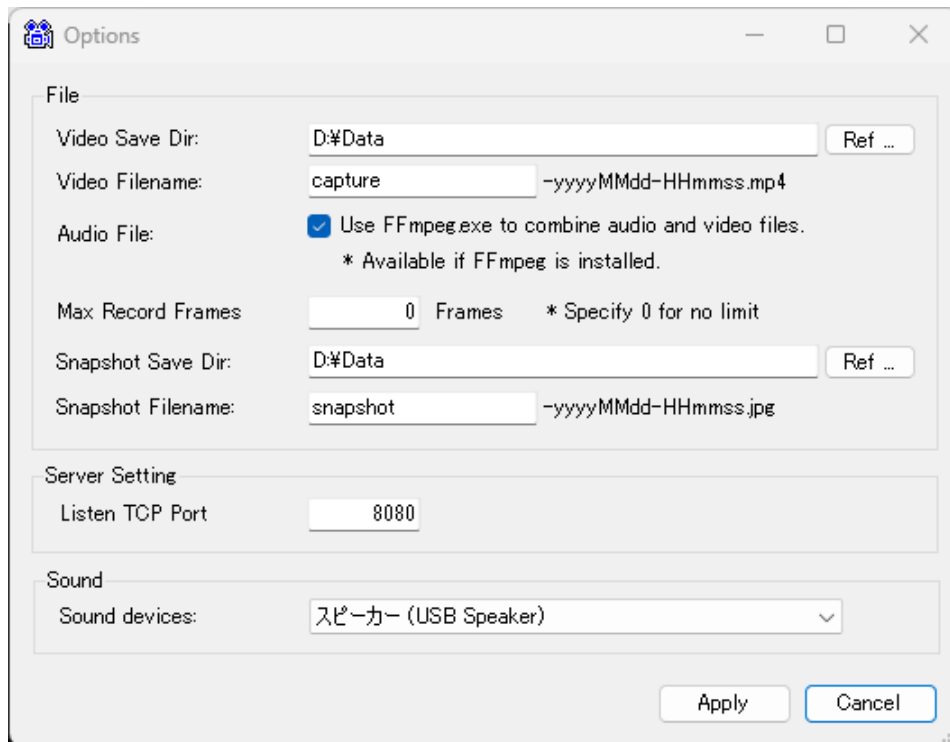 Options
File
Video Save Dir: D:¥Data Ref ...
Video Filename: capture -yyyyMMdd-HHmmss.mp4
Audio File: Use FFmpeg.exe to combine audio and video files.
* Available if FFmpeg is installed.
Max Record Frames 0 Frames * Specify 0 for no limit
Snapshot Save Dir: D:¥Data Ref ...
Snapshot Filename: snapshot -yyyyMMdd-HHmmss.jpg
Server Setting
Listen TCP Port 8080
Sound
Sound devices: スピーカー (USB Speaker)
Apply Cancel